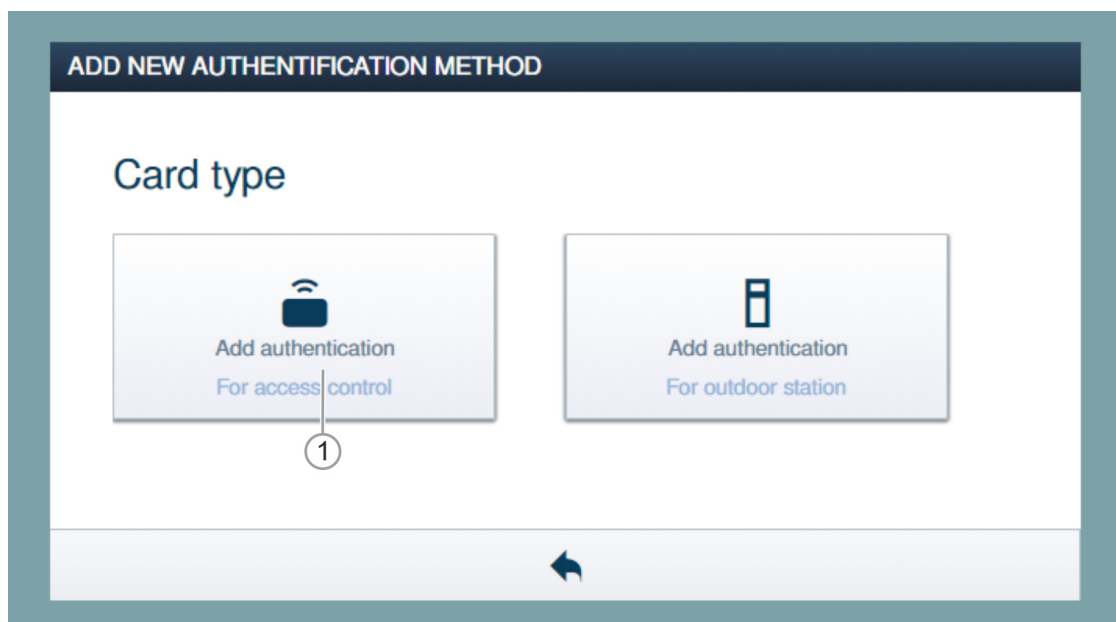 ADD NEW AUTHENTIFICATION METHOD
Card type
Add authentication
For access control
Add authentication
For outdoor station
1